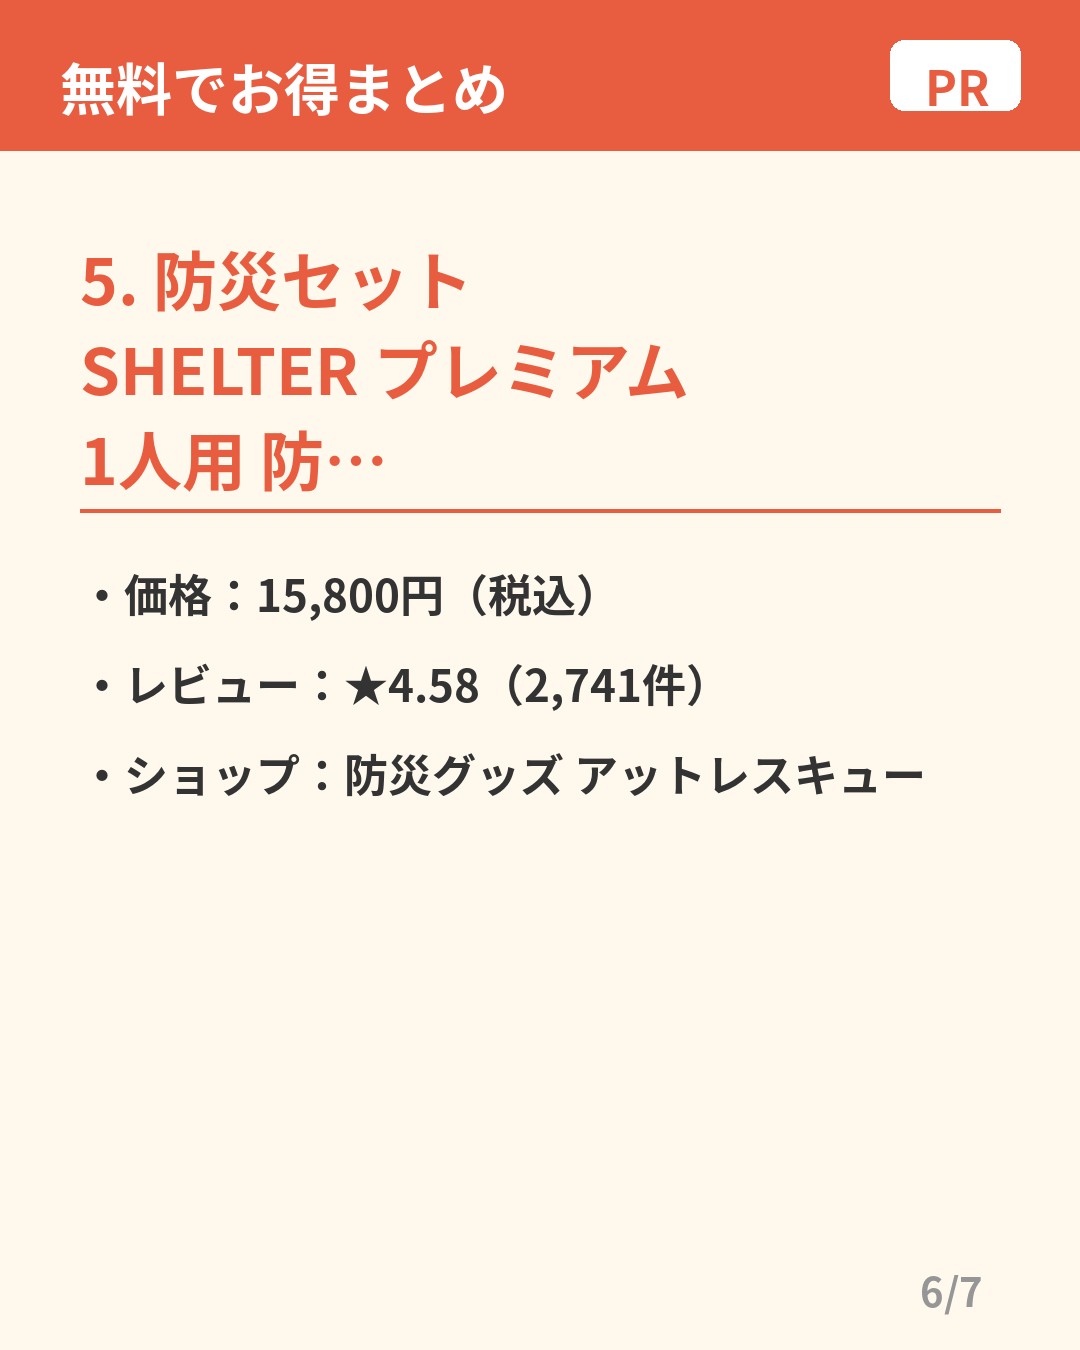 無料でお得まとめ
PR
5. 防災セット
SHELTER プレミアム
1人用 防…
・価格：15,800円（税込）
・レビュー：★4.58（2,741件）
・ショップ：防災グッズ アットレスキュー
6/7